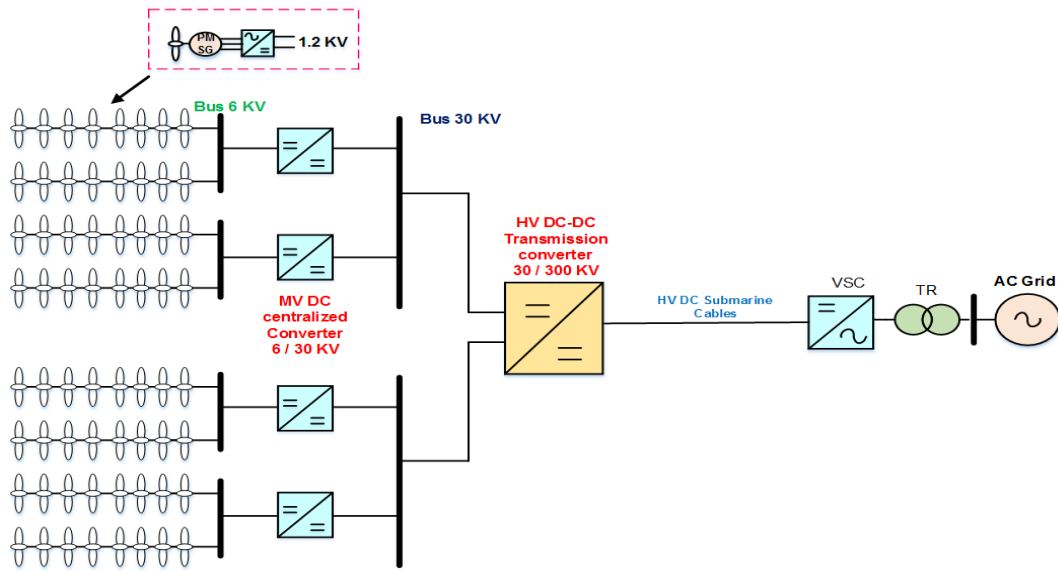 PM
SG
1.2 KV
Bus 6 KV
Bus 30 KV
HV DC-DC
Transmission
converter
30 / 300 KV
MV DC
centralized
Converter
6 / 30 KV
HV DC Submarine
Cables
VSC
TR
AC Grid